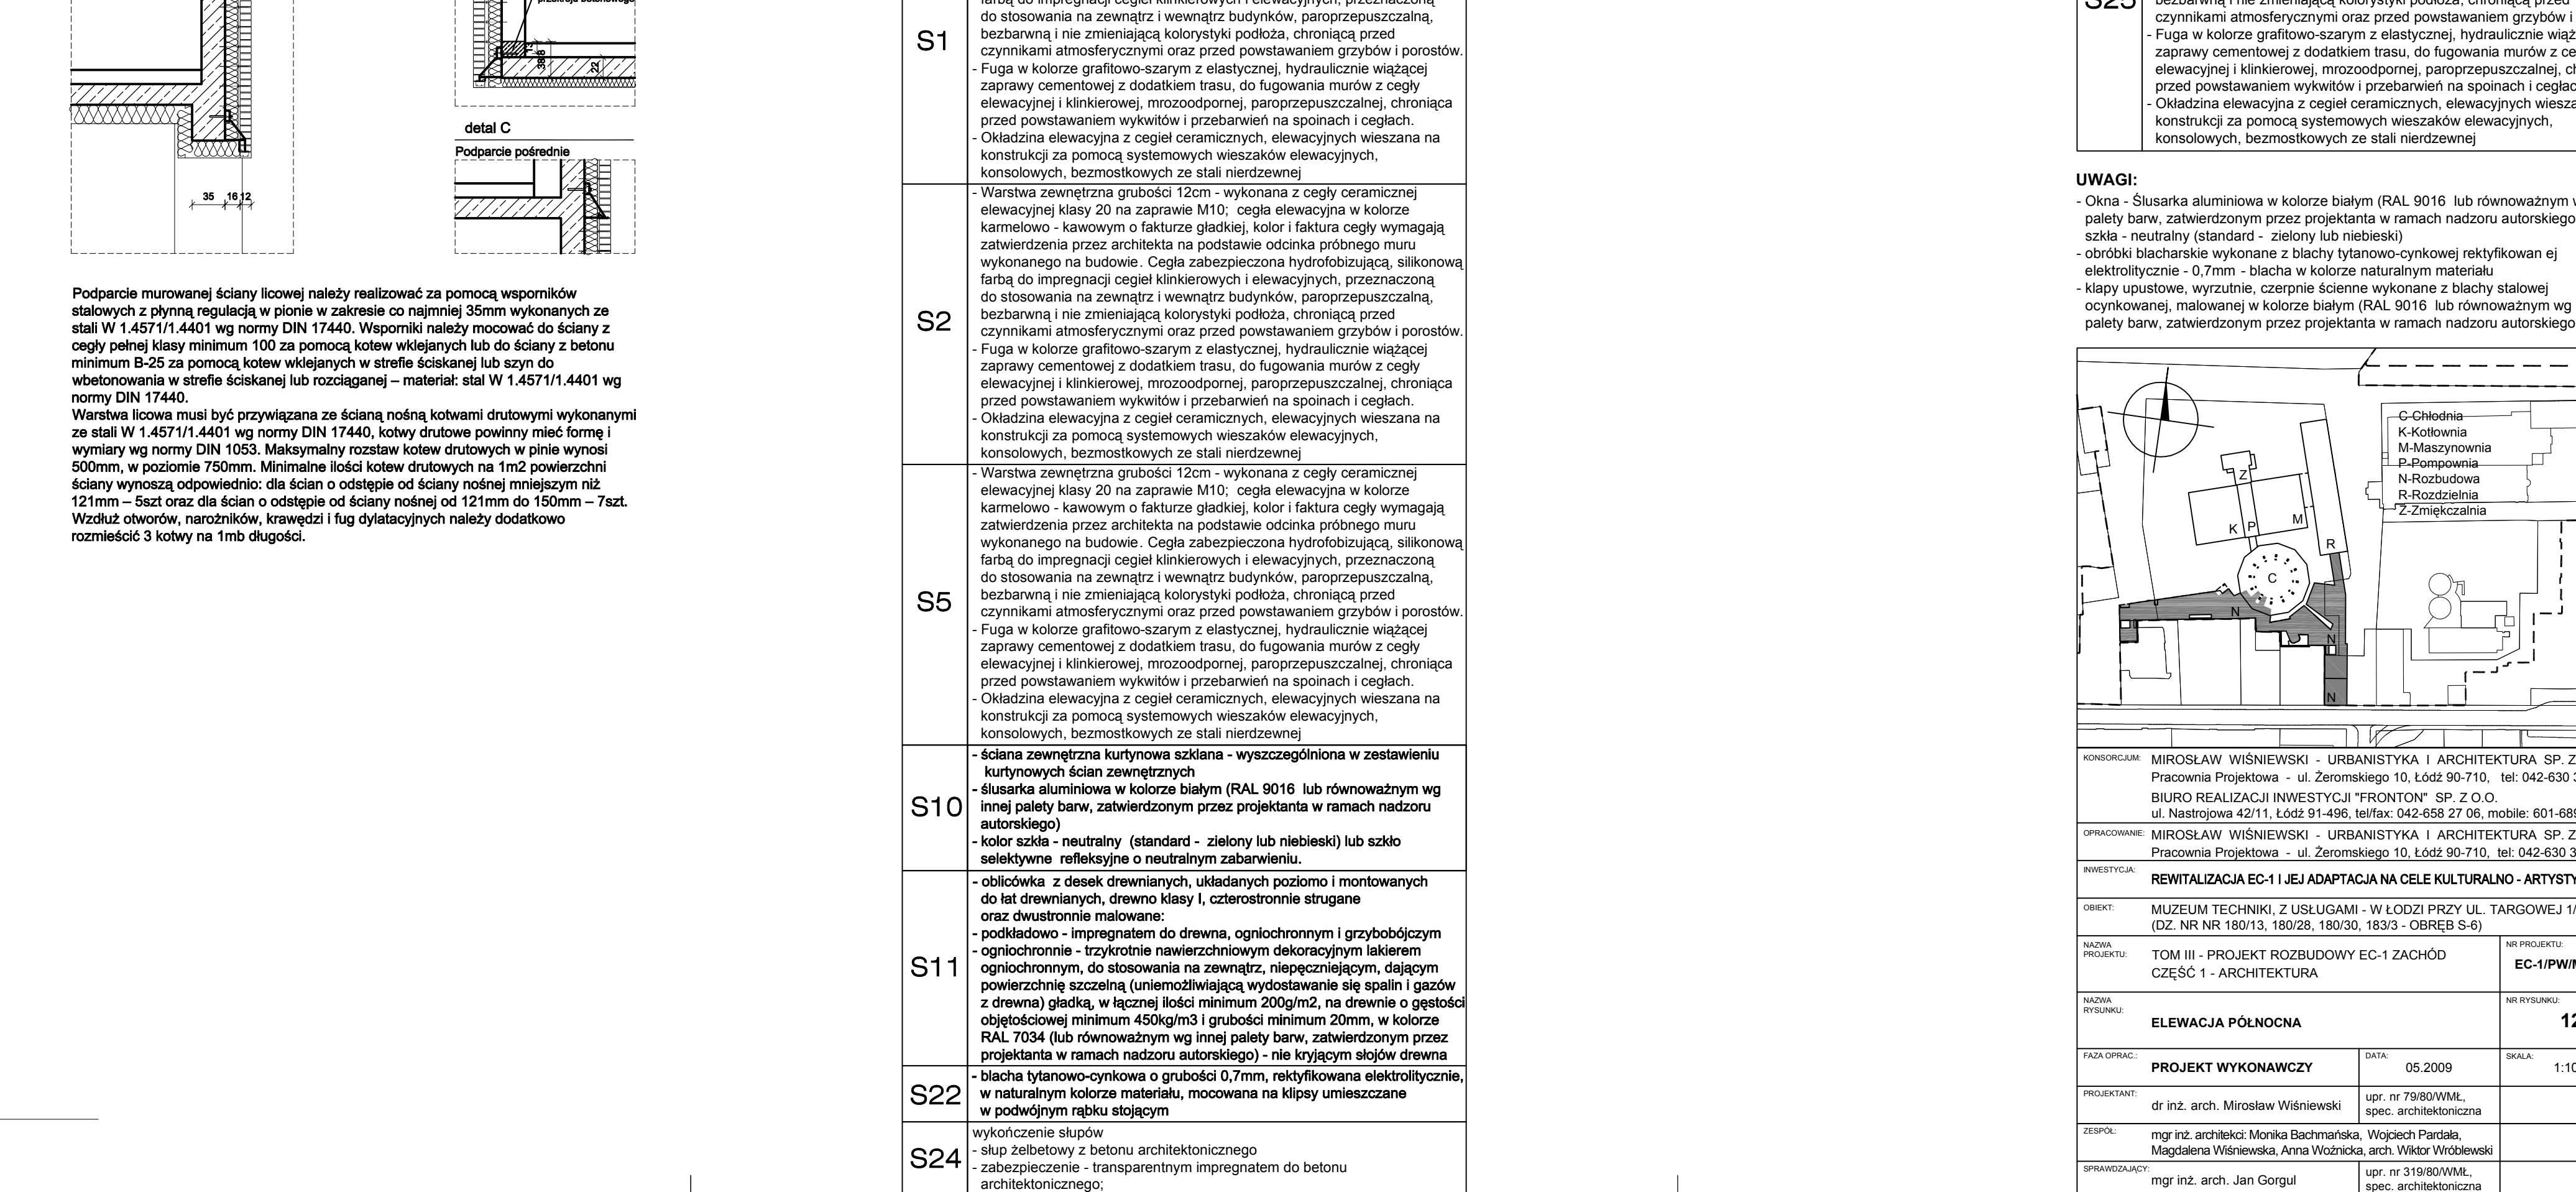 przekroju betonowego
13
38
8
22
detal C
Podparcie pośrednie
35 16 12
Podparcie murowanej ściany licowej należy realizować za pomocą wsporników
stalowych z płynną regulacją w pionie w zakresie co najmniej 35mm wykonanych ze
stali W 1.4571/1.4401 wg normy DIN 17440. Wsporniki należy mocować do ściany z
cegły pełnej klasy minimum 100 za pomocą kotew wklejanych lub do ściany z betonu
minimum B-25 za pomocą kotew wklejanych w strefie ściskanej lub szyn do
wbetonowania w strefie ściskanej lub rozciąganej – materiał: stal W 1.4571/1.4401 wg
normy DIN 17440.
Warstwa licowa musi być przywiązana ze ścianą nośną kotwami drutowymi wykonanymi
ze stali W 1.4571/1.4401 wg normy DIN 17440, kotwy drutowe powinny mieć formę i
wymiary wg normy DIN 1053. Maksymalny rozstaw kotew drutowych w pinie wynosi
500mm, w poziomie 750mm. Minimalne ilości kotew drutowych na 1m2 powierzchni
ściany wynoszą odpowiednio: dla ścian o odstępie od ściany nośnej mniejszym niż
121mm – 5szt oraz dla ścian o odstępie od ściany nośnej od 121mm do 150mm – 7szt.
Wzdłuż otworów, narożników, krawędzi i fug dylatacyjnych należy dodatkowo
rozmieścić 3 kotwy na 1mb długości.
S1
farbą do impregnacji cegieł klinkierowych i elewacyjnych, przeznaczoną
do stosowania na zewnątrz i wewnątrz budynków, paroprzepuszczalną,
bezbarwną i nie zmieniającą kolorystyki podłoża, chroniącą przed
czynnikami atmosferycznymi oraz przed powstawaniem grzybów i porostów.
- Fuga w kolorze grafitowo-szarym z elastycznej, hydraulicznie wiążącej
zaprawy cementowej z dodatkiem trasu, do fugowania murów z cegły
elewacyjnej i klinkierowej, mrozoodpornej, paroprzepuszczalnej, chroniąca
przed powstawaniem wykwitów i przebarwień na spoinach i cegłach.
- Okładzina elewacyjna z cegieł ceramicznych, elewacyjnych wieszana na
konstrukcji za pomocą systemowych wieszaków elewacyjnych,
konsolowych, bezmostkowych ze stali nierdzewnej
S2
- Warstwa zewnętrzna grubości 12cm - wykonana z cegły ceramicznej
elewacyjnej klasy 20 na zaprawie M10; cegła elewacyjna w kolorze
karmelowo - kawowym o fakturze gładkiej, kolor i faktura cegły wymagają
zatwierdzenia przez architekta na podstawie odcinka próbnego muru
wykonanego na budowie. Cegła zabezpieczona hydrofobizującą, silikonową
farbą do impregnacji cegieł klinkierowych i elewacyjnych, przeznaczoną
do stosowania na zewnątrz i wewnątrz budynków, paroprzepuszczalną,
bezbarwną i nie zmieniającą kolorystyki podłoża, chroniącą przed
czynnikami atmosferycznymi oraz przed powstawaniem grzybów i porostów.
- Fuga w kolorze grafitowo-szarym z elastycznej, hydraulicznie wiążącej
zaprawy cementowej z dodatkiem trasu, do fugowania murów z cegły
elewacyjnej i klinkierowej, mrozoodpornej, paroprzepuszczalnej, chroniąca
przed powstawaniem wykwitów i przebarwień na spoinach i cegłach.
- Okładzina elewacyjna z cegieł ceramicznych, elewacyjnych wieszana na
konstrukcji za pomocą systemowych wieszaków elewacyjnych,
konsolowych, bezmostkowych ze stali nierdzewnej
S5
- Warstwa zewnętrzna grubości 12cm - wykonana z cegły ceramicznej
elewacyjnej klasy 20 na zaprawie M10; cegła elewacyjna w kolorze
karmelowo - kawowym o fakturze gładkiej, kolor i faktura cegły wymagają
zatwierdzenia przez architekta na podstawie odcinka próbnego muru
wykonanego na budowie. Cegła zabezpieczona hydrofobizującą, silikonową
farbą do impregnacji cegieł klinkierowych i elewacyjnych, przeznaczoną
do stosowania na zewnątrz i wewnątrz budynków, paroprzepuszczalną,
bezbarwną i nie zmieniającą kolorystyki podłoża, chroniącą przed
czynnikami atmosferycznymi oraz przed powstawaniem grzybów i porostów.
- Fuga w kolorze grafitowo-szarym z elastycznej, hydraulicznie wiążącej
zaprawy cementowej z dodatkiem trasu, do fugowania murów z cegły
elewacyjnej i klinkierowej, mrozoodpornej, paroprzepuszczalnej, chroniąca
przed powstawaniem wykwitów i przebarwień na spoinach i cegłach.
- Okładzina elewacyjna z cegieł ceramicznych, elewacyjnych wieszana na
konstrukcji za pomocą systemowych wieszaków elewacyjnych,
konsolowych, bezmostkowych ze stali nierdzewnej
S10
- ściana zewnętrzna kurtynowa szklana - wyszczególniona w zestawieniu
kurtynowych ścian zewnętrznych
- ślusarka aluminiowa w kolorze białym (RAL 9016 lub równoważnym wg
innej palety barw, zatwierdzonym przez projektanta w ramach nadzoru
autorskiego)
- kolor szkła - neutralny (standard - zielony lub niebieski) lub szkło
selektywne refleksyjne o neutralnym zabarwieniu.
S11
- oblicówka z desek drewnianych, układanych poziomo i montowanych
do łat drewnianych, drewno klasy I, czterostronnie strugane
oraz dwustronnie malowane:
- podkładowo - impregnatem do drewna, ogniochronnym i grzybobójczym
- ogniochronnie - trzykrotnie nawierzchniowym dekoracyjnym lakierem
ogniochronnym, do stosowania na zewnątrz, niepęczniejącym, dającym
powierzchnię szczelną (uniemożliwiającą wydostawanie się spalin i gazów
z drewna) gładką, w łącznej ilości minimum 200g/m2, na drewnie o gęstości
objętościowej minimum 450kg/m3 i grubości minimum 20mm, w kolorze
RAL 7034 (lub równoważnym wg innej palety barw, zatwierdzonym przez
projektanta w ramach nadzoru autorskiego) - nie kryjącym słojów drewna
S22
- blacha tytanowo-cynkowa o grubości 0,7mm, rektyfikowana elektrolitycznie,
w naturalnym kolorze materiału, mocowana na klipsy umieszczane
w podwójnym rąbku stojącym
S24
wykończenie słupów
- słup żelbetowy z betonu architektonicznego
- zabezpieczenie - transparentnym impregnatem do betonu
architektonicznego;
S25
bezbarwną i nie zmieniającą kolorystyki podłoża, chroniącą przed
czynnikami atmosferycznymi oraz przed powstawaniem grzybów i
- Fuga w kolorze grafitowo-szarym z elastycznej, hydraulicznie wiąż
zaprawy cementowej z dodatkiem trasu, do fugowania murów z ce
elewacyjnej i klinkierowej, mrozoodpornej, paroprzepuszczalnej, ch
przed powstawaniem wykwitów i przebarwień na spoinach i cegłac
- Okładzina elewacyjna z cegieł ceramicznych, elewacyjnych wiesza
konstrukcji za pomocą systemowych wieszaków elewacyjnych,
konsolowych, bezmostkowych ze stali nierdzewnej
UWAGI:
- Okna - Ślusarka aluminiowa w kolorze białym (RAL 9016 lub równoważnym w
palety barw, zatwierdzonym przez projektanta w ramach nadzoru autorskiego
szkła - neutralny (standard - zielony lub niebieski)
- obróbki blacharskie wykonane z blachy tytanowo-cynkowej rektyfikowan ej
elektrolitycznie - 0,7mm - blacha w kolorze naturalnym materiału
- klapy upustowe, wyrzutnie, czerpnie ścienne wykonane z blachy stalowej
ocynkowanej, malowanej w kolorze białym (RAL 9016 lub równoważnym wg
palety barw, zatwierdzonym przez projektanta w ramach nadzoru autorskiego
C-Chłodnia
K-Kotłownia
M-Maszynownia
P-Pompownia
N-Rozbudowa
R-Rozdzielnia
Z-Zmiękczalnia
Z
K
P
M
R
C
N
N
N
KONSORCJUM: MIROSŁAW WIŚNIEWSKI - URBANISTYKA I ARCHITEKTURA SP. Z
Pracownia Projektowa - ul. Żeromskiego 10, Łódź 90-710, tel: 042-630 3
BIURO REALIZACJI INWESTYCJI "FRONTON" SP. Z O.O.
ul. Nastrojowa 42/11, Łódź 91-496, tel/fax: 042-658 27 06, mobile: 601-689
OPRACOWANIE: MIROSŁAW WIŚNIEWSKI - URBANISTYKA I ARCHITEKTURA SP. Z
Pracownia Projektowa - ul. Żeromskiego 10, Łódź 90-710, tel: 042-630 3
INWESTYCJA: REWITALIZACJA EC-1 I JEJ ADAPTACJA NA CELE KULTURALNO - ARTYSTY
OBIEKT: MUZEUM TECHNIKI, Z USŁUGAMI - W ŁODZI PRZY UL. TARGOWEJ 1/
(DZ. NR NR 180/13, 180/28, 180/30, 183/3 - OBRĘB S-6)
NAZWA PROJEKTU:
TOM III - PROJEKT ROZBUDOWY EC-1 ZACHÓD
CZĘŚĆ 1 - ARCHITEKTURA
NR PROJEKTU:
EC-1/PW/M
NAZWA RYSUNKU:
ELEWACJA PÓŁNOCNA
NR RYSUNKU:
12
FAZA OPRAC.: PROJEKT WYKONAWCZY
DATA: 05.2009
SKALA: 1:10
PROJEKTANT: dr inż. arch. Mirosław Wiśniewski
upr. nr 79/80/WMŁ,
spec. architektoniczna
ZESPÓŁ: mgr inż. architekci: Monika Bachmańska, Wojciech Pardała,
Magdalena Wiśniewska, Anna Woźnicka, arch. Wiktor Wróblewski
SPRAWDZAJĄCY: mgr inż. arch. Jan Gorgul
upr. nr 319/80/WMŁ,
spec. architektoniczna